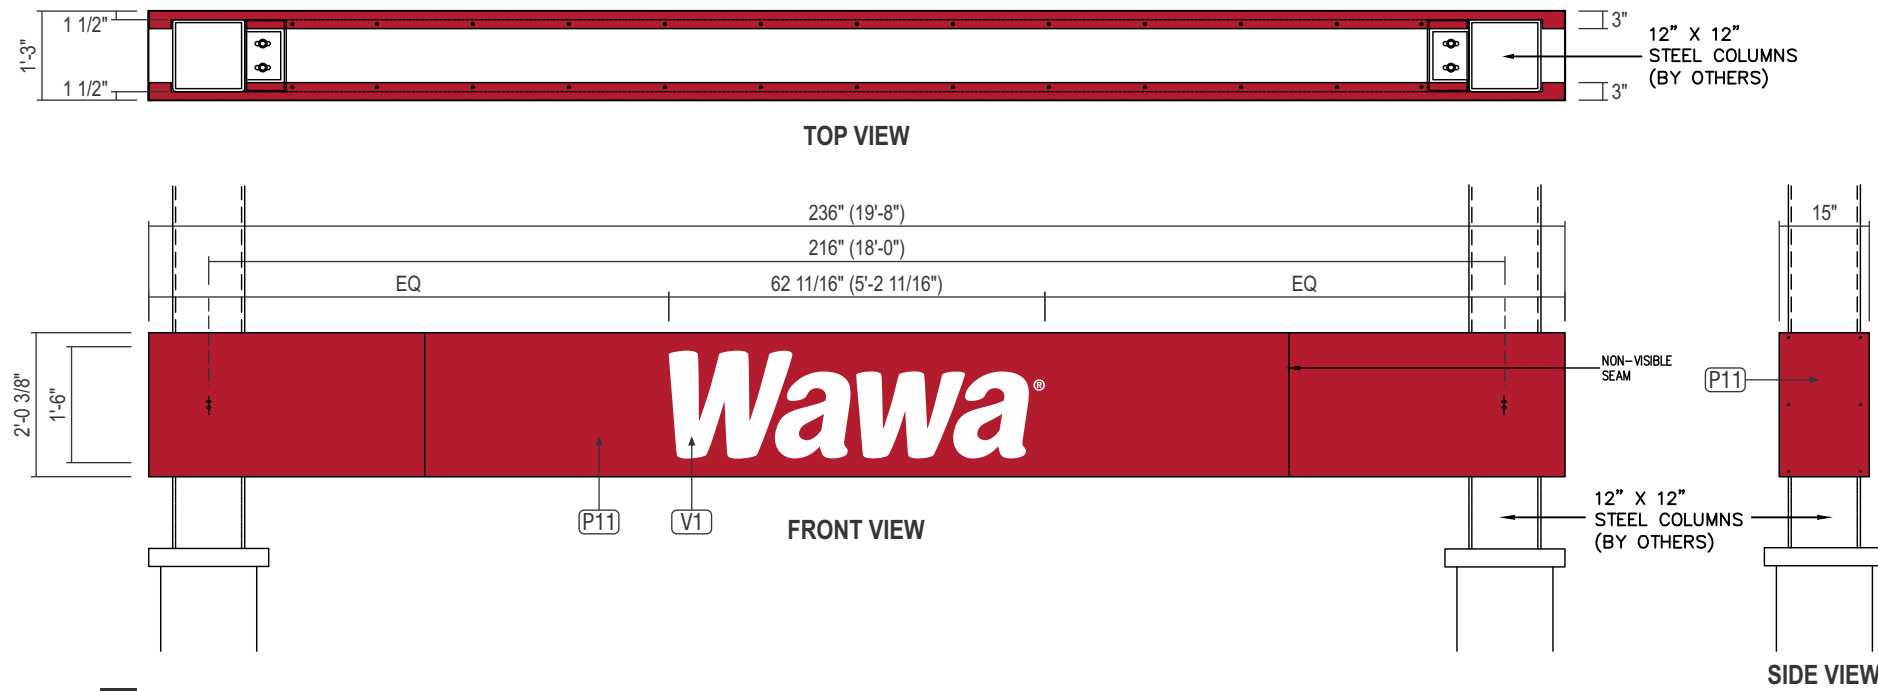 1 1/2"
1'-3"
1 1/2"
3"
3"
12” X 12”
STEEL COLUMNS
(BY OTHERS)
TOP VIEW
236" (19'-8")
216" (18'-0")
EQ
62 11/16" (5'-2 11/16")
EQ
15"
2'-0 3/8"
1'-6"
Wawa®
NON-VISIBLE
SEAM
P11
P11
V1
FRONT VIEW
12” X 12”
STEEL COLUMNS
(BY OTHERS)
SIDE VIEW